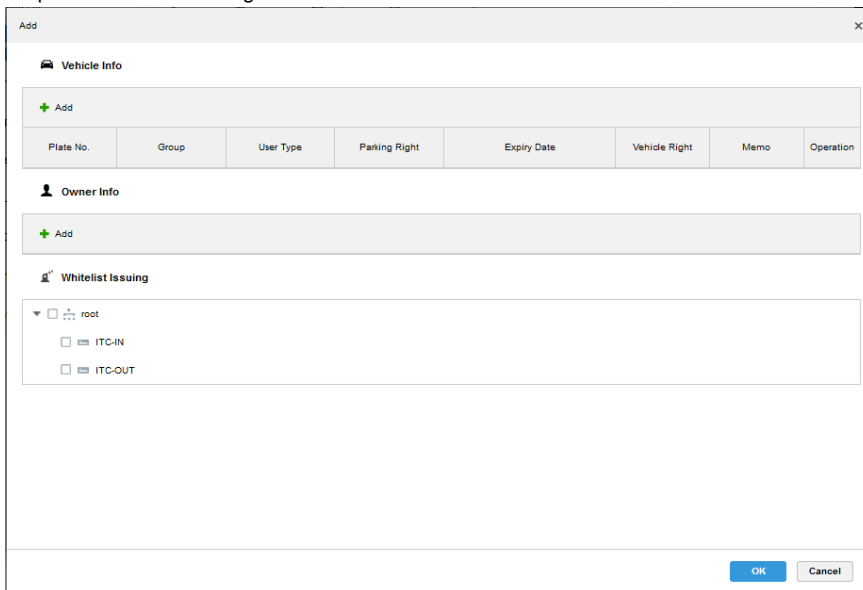 Add
Vehicle Info
Add
Plate No. Group User Type Parking Right Expiry Date Vehicle Right Memo Operation
Owner Info
Add
Whitelist Issuing
root
ITC-IN
ITC-OUT
OK Cancel